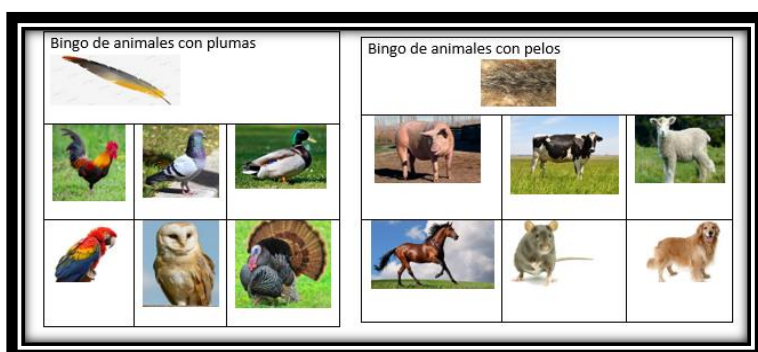 Bingo de animales con plumas
Bingo de animales con pelos